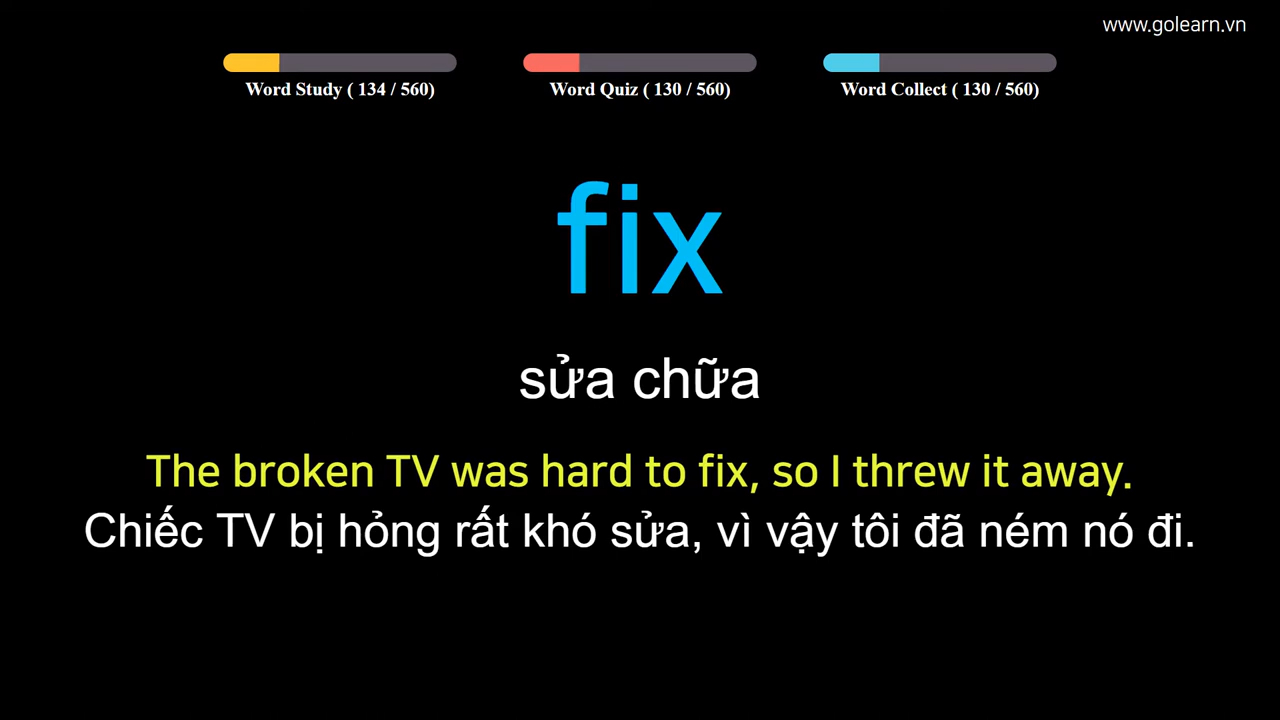 www.golearn.vn
Word Study ( 134 / 560)
Word Quiz ( 130 / 560)
Word Collect ( 130 / 560)
fix
sửa chữa
The broken TV was hard to fix, so I threw it away.
Chiếc TV bị hỏng rất khó sửa, vì vậy tôi đã ném nó đi.